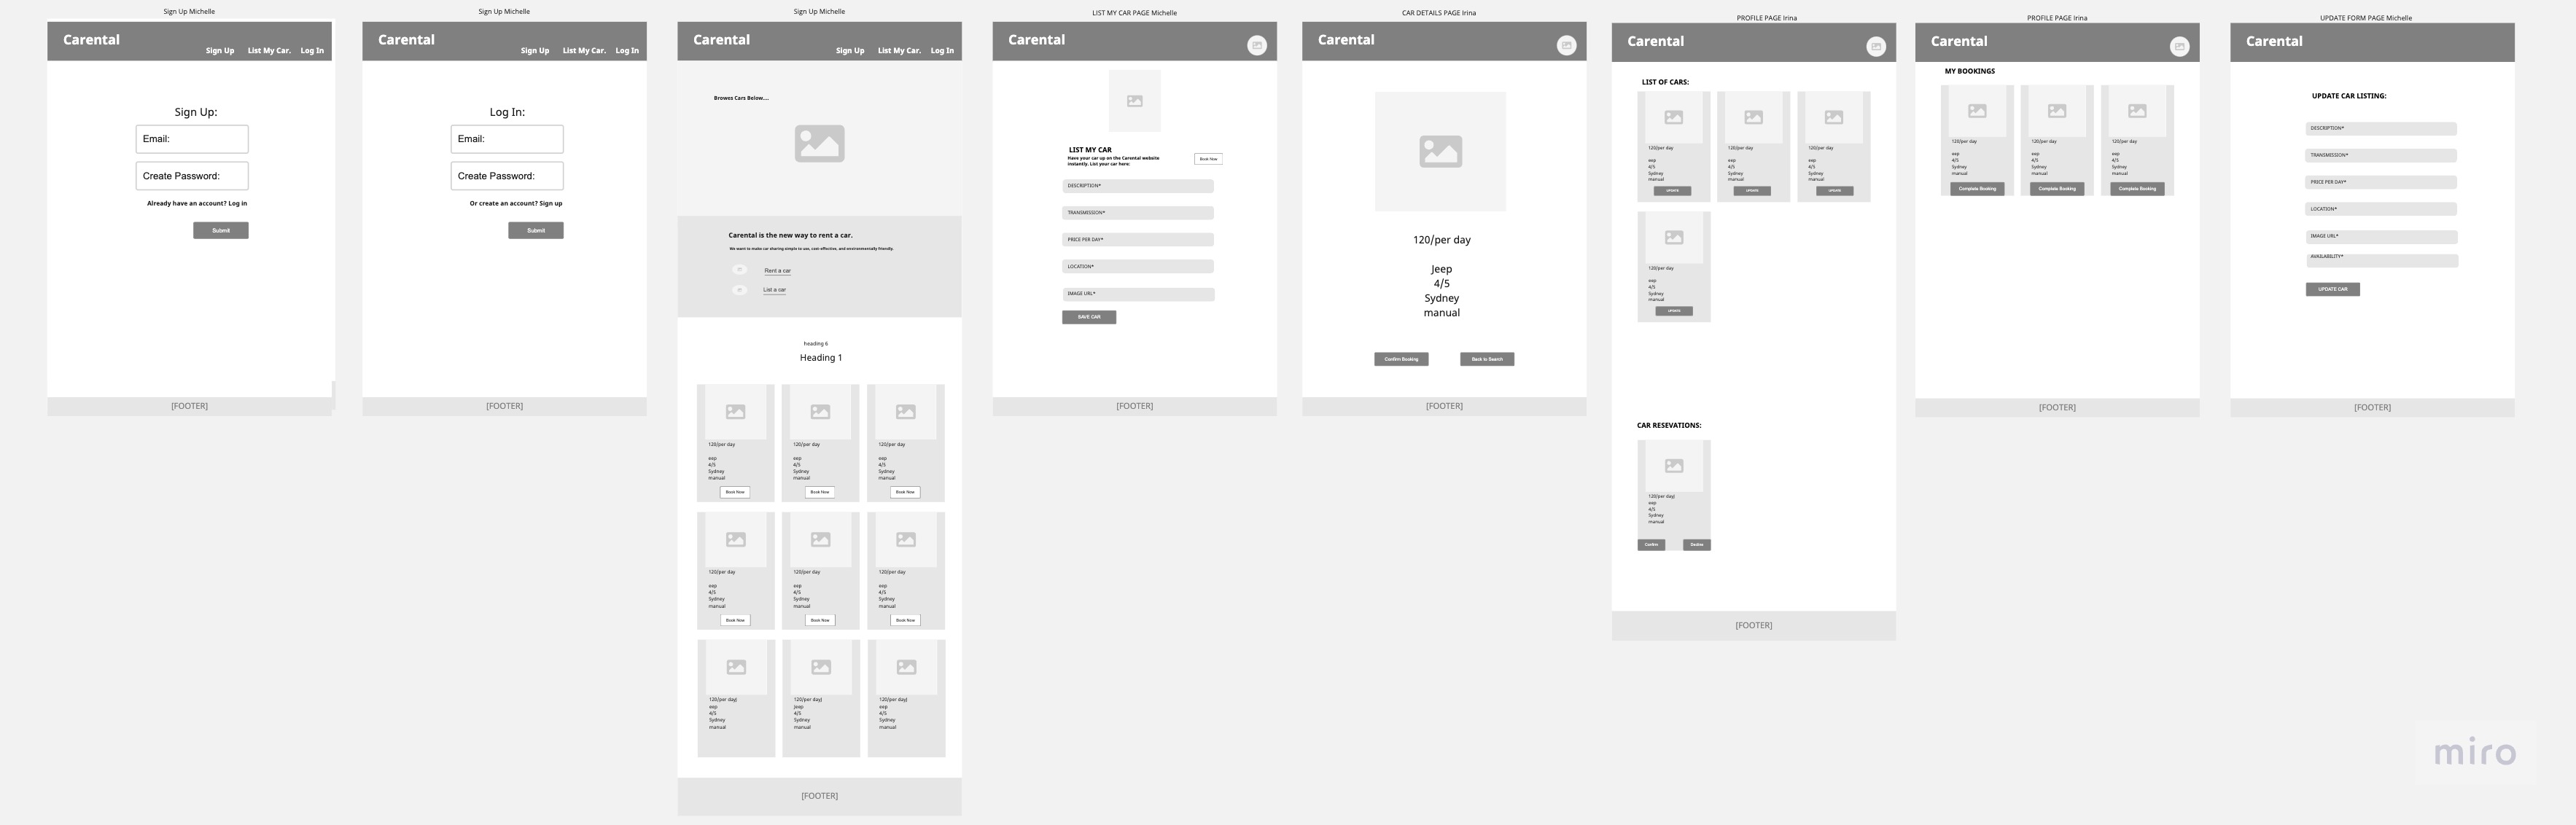 Sign Up Michelle
Carental
Sign Up List My Car. Log In
Sign Up:
Email:
Create Password:
Already have an account? Log in
Submit
[FOOTER]
Sign Up Michelle
Carental
Sign Up List My Car. Log In
Log In:
Email:
Create Password:
Or create an account? Sign up
Submit
[FOOTER]
Sign Up Michelle
Carental
Sign Up List My Car. Log In
Browes Cars Below....
Carental is the new way to rent a car.
We want to make car sharing simple to use, cost-effective, and environmentally friendly.
Rent a car
List a car
heading 6
Heading 1
120/per day
eep
4/5
Sydney
manual
Book Now
120/per day
eep
4/5
Sydney
manual
Book Now
120/per day
eep
4/5
Sydney
manual
Book Now
120/per day
eep
4/5
Sydney
manual
Book Now
120/per day
eep
4/5
Sydney
manual
Book Now
120/per day
eep
4/5
Sydney
manual
Book Now
120/per dayj
eep
4/5
Sydney
manual
120/per dayj
Jeep
4/5
Sydney
manual
120/per dayj
eep
4/5
Sydney
manual
[FOOTER]
LIST MY CAR PAGE Michelle
Carental
LIST MY CAR
Have your car up on the Carental website
instantly. List your car here:
Book Now
DESCRIPTION*
TRANSMISSION*
PRICE PER DAY*
LOCATION*
IMAGE URL*
SAVE CAR
[FOOTER]
CAR DETAILS PAGE Irina
Carental
120/per day
Jeep
4/5
Sydney
manual
Confirm Booking
Back to Search
[FOOTER]
PROFILE PAGE Irina
Carental
LIST OF CARS:
120/per day
eep
4/5
Sydney
manual
UPDATE
120/per day
eep
4/5
Sydney
manual
UPDATE
120/per day
eep
4/5
Sydney
manual
UPDATE
120/per day
eep
4/5
Sydney
manual
UPDATE
CAR RESEVATIONS:
120/per dayj
eep
4/5
Sydney
manual
Confirm
Decline
[FOOTER]
PROFILE PAGE Irina
Carental
MY BOOKINGS
120/per day
eep
4/5
Sydney
manual
Complete Booking
120/per day
eep
4/5
Sydney
manual
Complete Booking
120/per day
eep
4/5
Sydney
manual
Complete Booking
[FOOTER]
UPDATE FORM PAGE Michelle
Carental
UPDATE CAR LISTING:
DESCRIPTION*
TRANSMISSION*
PRICE PER DAY*
LOCATION*
IMAGE URL*
AVAILABILITY*
UPDATE CAR
[FOOTER]
miro